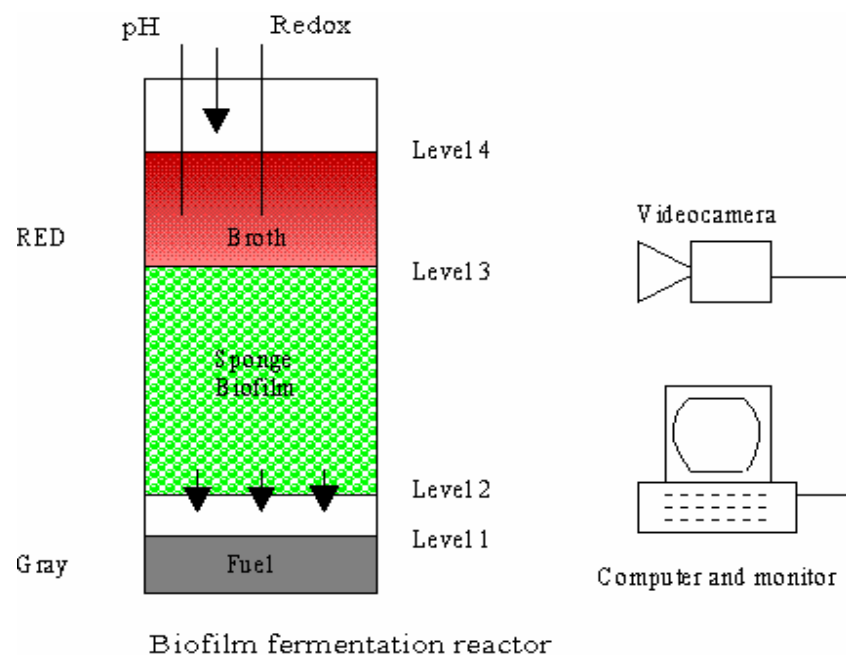 pH Redox
Level 4
Videocamera
RED Broth
Level 3
Sponge
Biofilm
Level 2
Level 1
Gray Fuel
Computer and monitor
Biofilm fermentation reactor